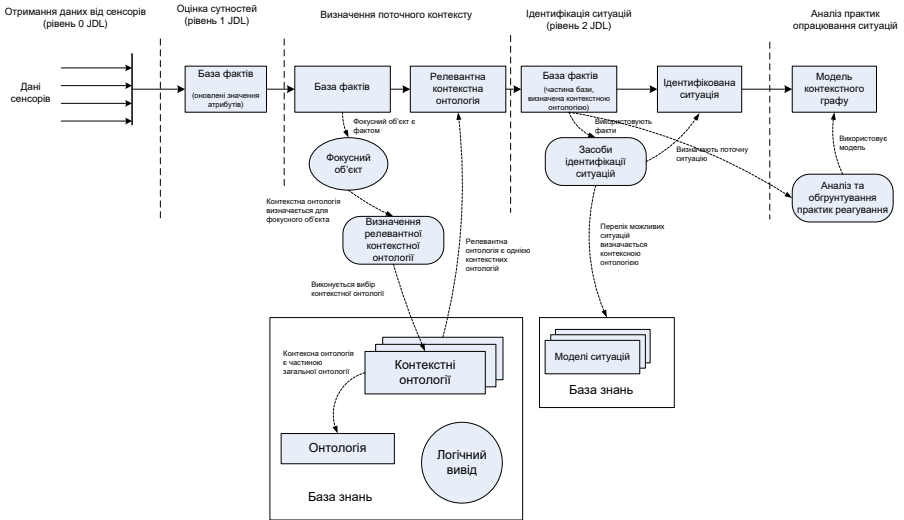 Отримання даних від сенсорів
(рівень 0 JDL)
Оцінка сутностей
(рівень 1 JDL)
Визначення поточного контексту
Ідентифікація ситуацій
(рівень 2 JDL)
Аналіз практик
опрацювання ситуацій
Дані
сенсорів
База фактів
(оновлені значення
атрибутів)
База фактів
Релевантна
контекстна
онтологія
База фактів
(частина бази,
визначена контекстною
онтологією)
Ідентифікована
ситуація
Модель
контекстного
графу
Фокусний об’єкт є
фактом
Фокусний
об’єкт
Контекстна онтологія
визначається для
фокусного об’єкта
Визначення
релевантної
контекстної
онтології
Релевантна
онтологія є однією
контекстних
онтологій
Виконується вибір
контекстної онтології
Використовують
факти
Засоби
ідентифікації
ситуацій
Визначають поточну
ситуацію
Використовує
модель
Аналіз та
обгрунтування
практик реагування
Перелік можливих
ситуацій
визначається
контексною
онтологією
Контексна онтологія
є частиною
загальної онтології
Контекстні
онтології
Онтологія
Логічний
вивід
База знань
Моделі ситуацій
База знань